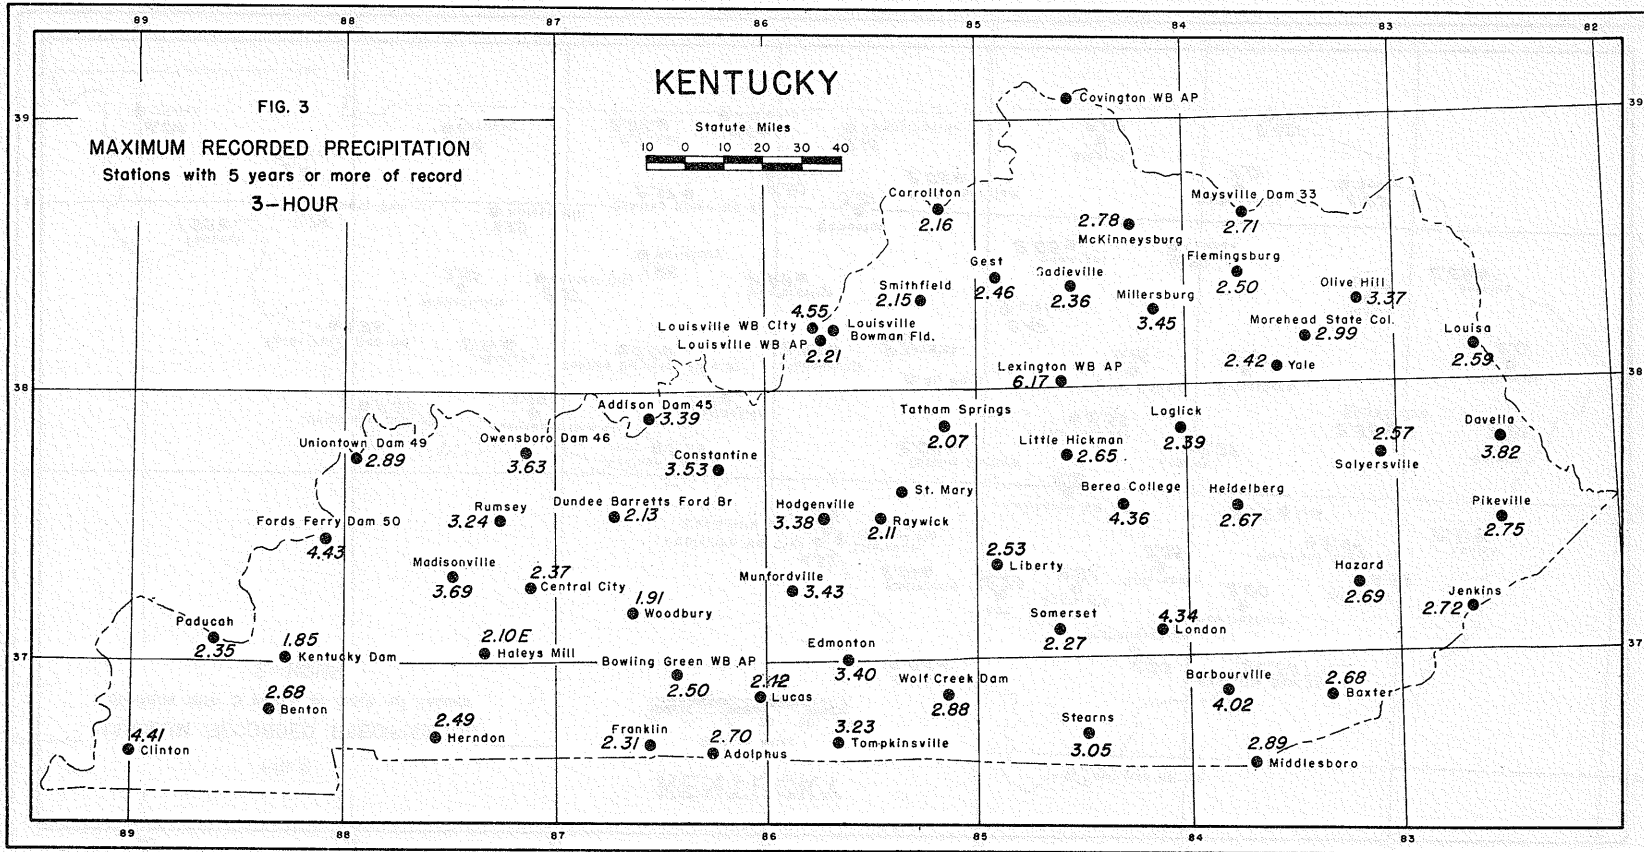 89 88 87 86 85 84 83 82
KENTUCKY
FIG. 3
MAXIMUM RECORDED PRECIPITATION
Stations with 5 years or more of record
3-HOUR
Statute Miles
10 0 10 20 30 40
39
39
Covington WB AP
Carrollton
2.16
Maysville Dam 33
2.71
2.78
McKinneysburg
Gest
2.46
Sadieville
2.36
Flemingsburg
2.50
Smithfield
2.15
Millersburg
3.45
Olive Hill
3.37
4.55
Louisville WB City
Louisville
Bowman Fld.
Louisville WB AP
2.21
Morehead State Col.
2.99
Louisa
2.59
2.42
Yale
Lexington WB AP
6.17
38
38
Addison Dam 45
3.39
Tatham Springs
2.07
Loglick
2.39
Davella
3.82
Uniontown Dam 49
2.89
Owensboro Dam 46
3.63
Constantine
3.53
Little Hickman
2.65
2.57
Salyersville
St. Mary
Berea College
4.36
Heidelberg
2.67
Pikeville
2.75
Rumsey
3.24
Dundee Barretts Ford Br
2.13
Hodgenville
3.38
Raywick
2.11
Fords Ferry Dam 50
4.43
2.53
Liberty
Madisonville
3.69
2.37
Central City
Munfordville
3.43
Hazard
2.69
Jenkins
2.72
1.91
Woodbury
Somerset
2.27
4.34
London
Paducah
2.35
1.85
Kentucky Dam
2.10E
Haleys Mill
Edmonton
3.40
37
37
Bowling Green WB AP
2.50
2.42
Lucas
Wolf Creek Dam
2.88
Barbourville
4.02
2.68
Baxter
2.68
Benton
2.49
Herndon
Franklin
2.31
2.70
Adolphus
3.23
Tompkinsville
Stearns
3.05
4.41
Clinton
2.89
Middlesboro
89 88 87 86 85 84 83